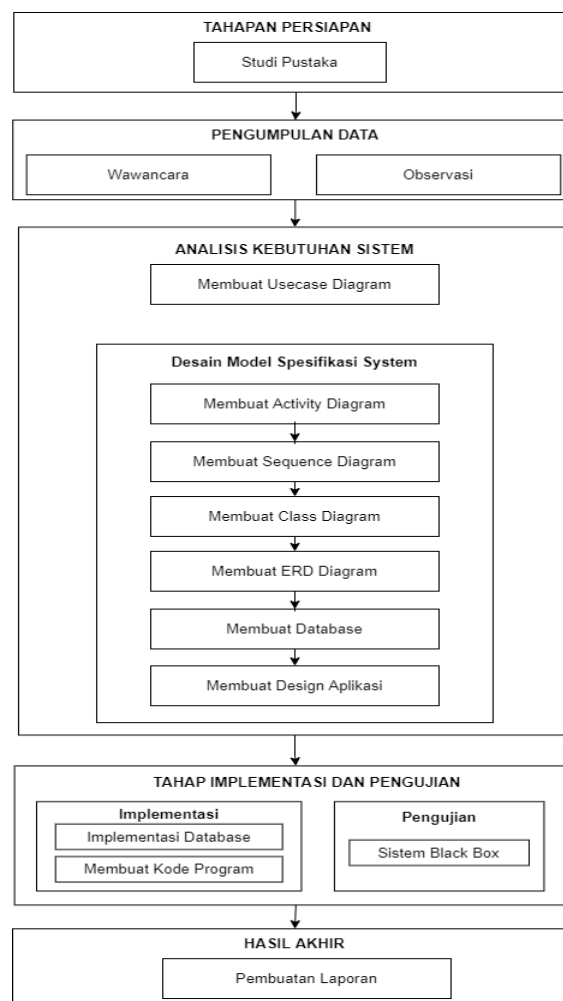 TAHAPAN PERSIAPAN
Studi Pustaka
PENGUMPULAN DATA
Wawancara
Observasi
ANALISIS KEBUTUHAN SISTEM
Membuat Usecase Diagram
Desain Model Spesifikasi System
Membuat Activity Diagram
Membuat Sequence Diagram
Membuat Class Diagram
Membuat ERD Diagram
Membuat Database
Membuat Design Aplikasi
TAHAP IMPLEMENTASI DAN PENGUJIAN
Implementasi
Implementasi Database
Membuat Kode Program
Pengujian
Sistem Black Box
HASIL AKHIR
Pembuatan Laporan